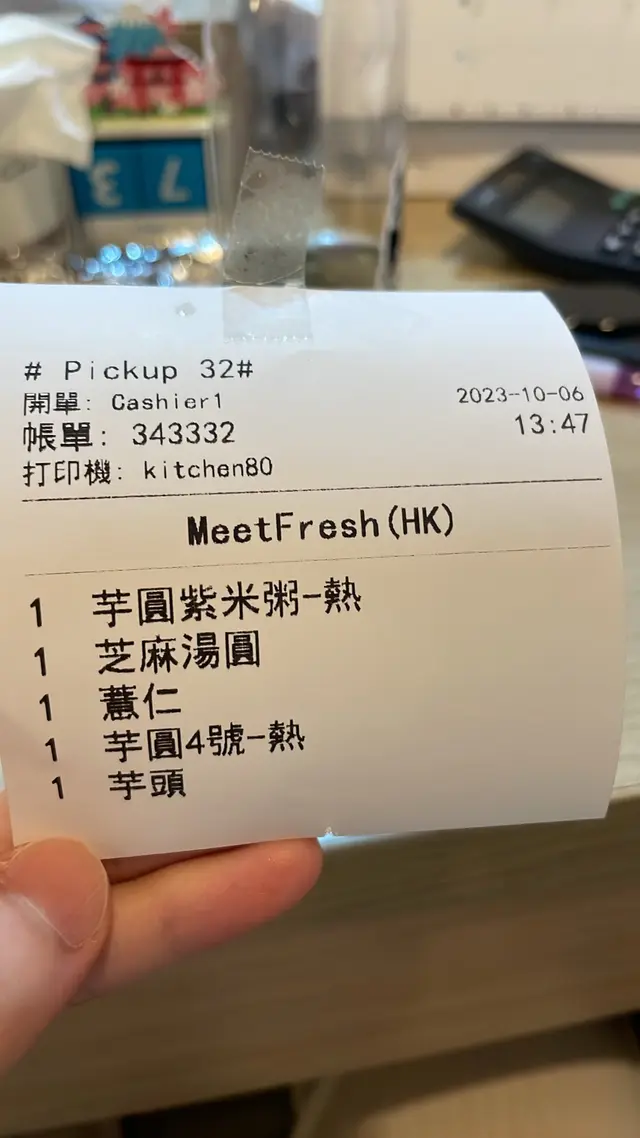 # Pickup 32#
開單: Cashier1 2023-10-06
帳單: 343332 13:47
打印機: kitchen80
MeetFresh(HK)
1 芋圓紫米粥-熱
1 芝麻湯圓
1 薏仁
1 芋圓4號-熱
1 芋頭